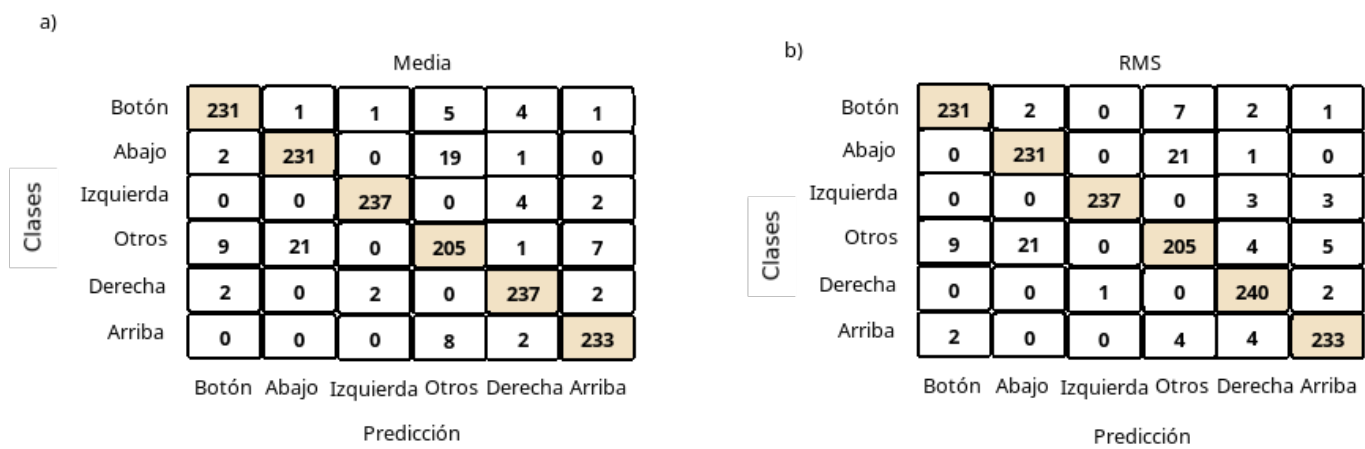 a)
Media
Clases
Botón 231 1 1 5 4 1
Abajo 2 231 0 19 1 0
Izquierda 0 0 237 0 4 2
Otros 9 21 0 205 1 7
Derecha 2 0 2 0 237 2
Arriba 0 0 0 8 2 233
Botón Abajo Izquierda Otros Derecha Arriba
Predicción
b)
RMS
Clases
Botón 231 2 0 7 2 1
Abajo 0 231 0 21 1 0
Izquierda 0 0 237 0 3 3
Otros 9 21 0 205 4 5
Derecha 0 0 1 0 240 2
Arriba 2 0 0 4 4 233
Botón Abajo Izquierda Otros Derecha Arriba
Predicción